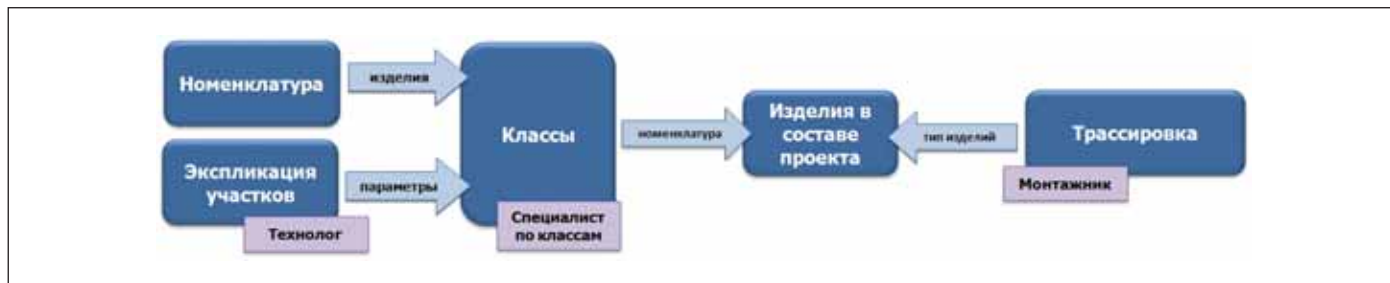 Номенклатура
изделия
Экспликация
участков
параметры
Технолог
Классы
Специалист
по классам
номенклатура
Изделия в
составе
проекта
тип изделий
Трассировка
Монтажник